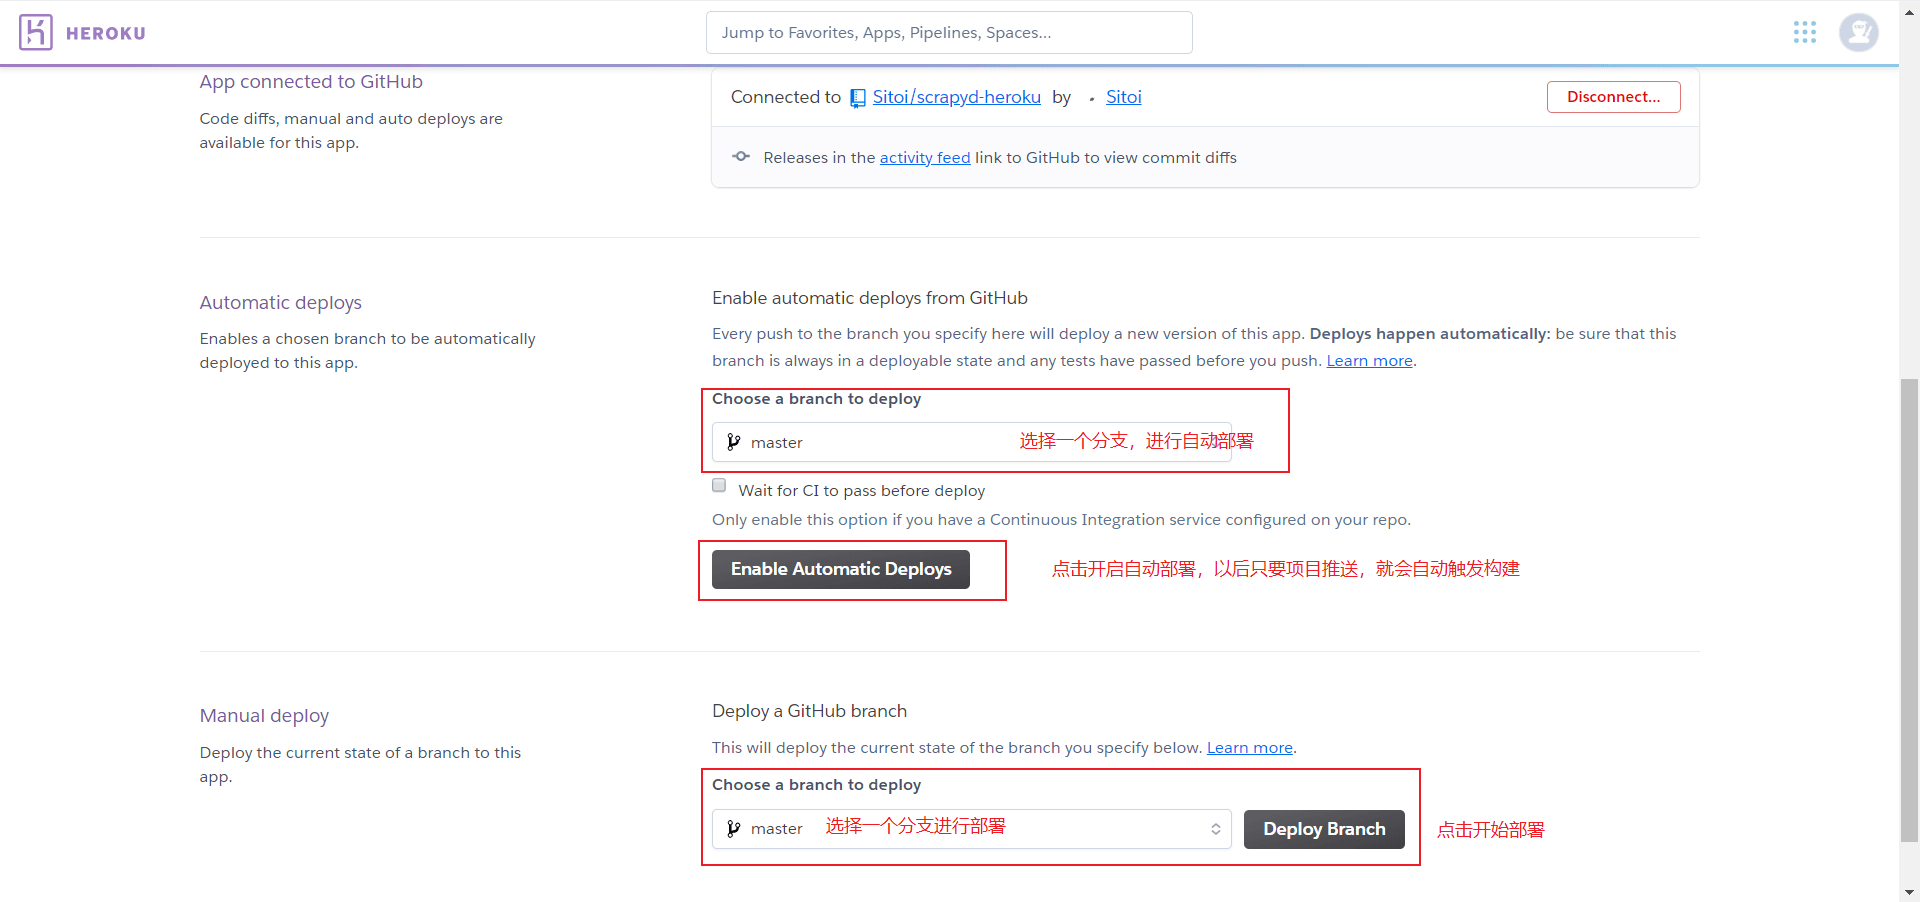 HEROKU
Jump to Favorites, Apps, Pipelines, Spaces...
App connected to GitHub
Code diffs, manual and auto deploys are
available for this app.
Connected to Sitoi/scrapyd-heroku by Sitoi
Disconnect...
Releases in the activity feed link to GitHub to view commit diffs
Automatic deploys
Enables a chosen branch to be automatically
deployed to this app.
Enable automatic deploys from GitHub
Every push to the branch you specify here will deploy a new version of this app. Deploys happen automatically: be sure that this
branch is always in a deployable state and any tests have passed before you push. Learn more.
Choose a branch to deploy
master
选择一个分支，进行自动部署
Wait for CI to pass before deploy
Only enable this option if you have a Continuous Integration service configured on your repo.
Enable Automatic Deploys
点击开启自动部署，以后只要项目推送，就会自动触发构建
Manual deploy
Deploy the current state of a branch to this
app.
Deploy a GitHub branch
This will deploy the current state of the branch you specify below. Learn more.
Choose a branch to deploy
master
选择一个分支进行部署
Deploy Branch
点击开始部署